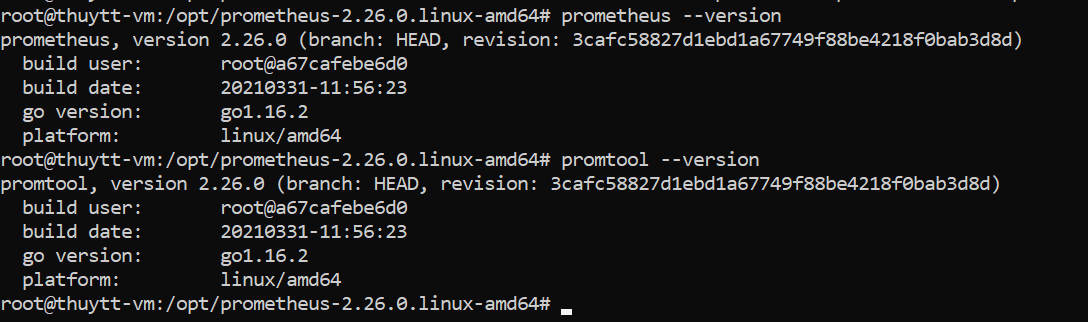 root@thuytt-vm:/opt/prometheus-2.26.0.linux-amd64# prometheus --version
prometheus, version 2.26.0 (branch: HEAD, revision: 3cafc58827d1ebd1a67749f88be4218f0bab3d8d)
  build user:       root@a67cafebe6d0
  build date:       20210331-11:56:23
  go version:       go1.16.2
  platform:         linux/amd64
root@thuytt-vm:/opt/prometheus-2.26.0.linux-amd64# promtool --version
promtool, version 2.26.0 (branch: HEAD, revision: 3cafc58827d1ebd1a67749f88be4218f0bab3d8d)
  build user:       root@a67cafebe6d0
  build date:       20210331-11:56:23
  go version:       go1.16.2
  platform:         linux/amd64
root@thuytt-vm:/opt/prometheus-2.26.0.linux-amd64#